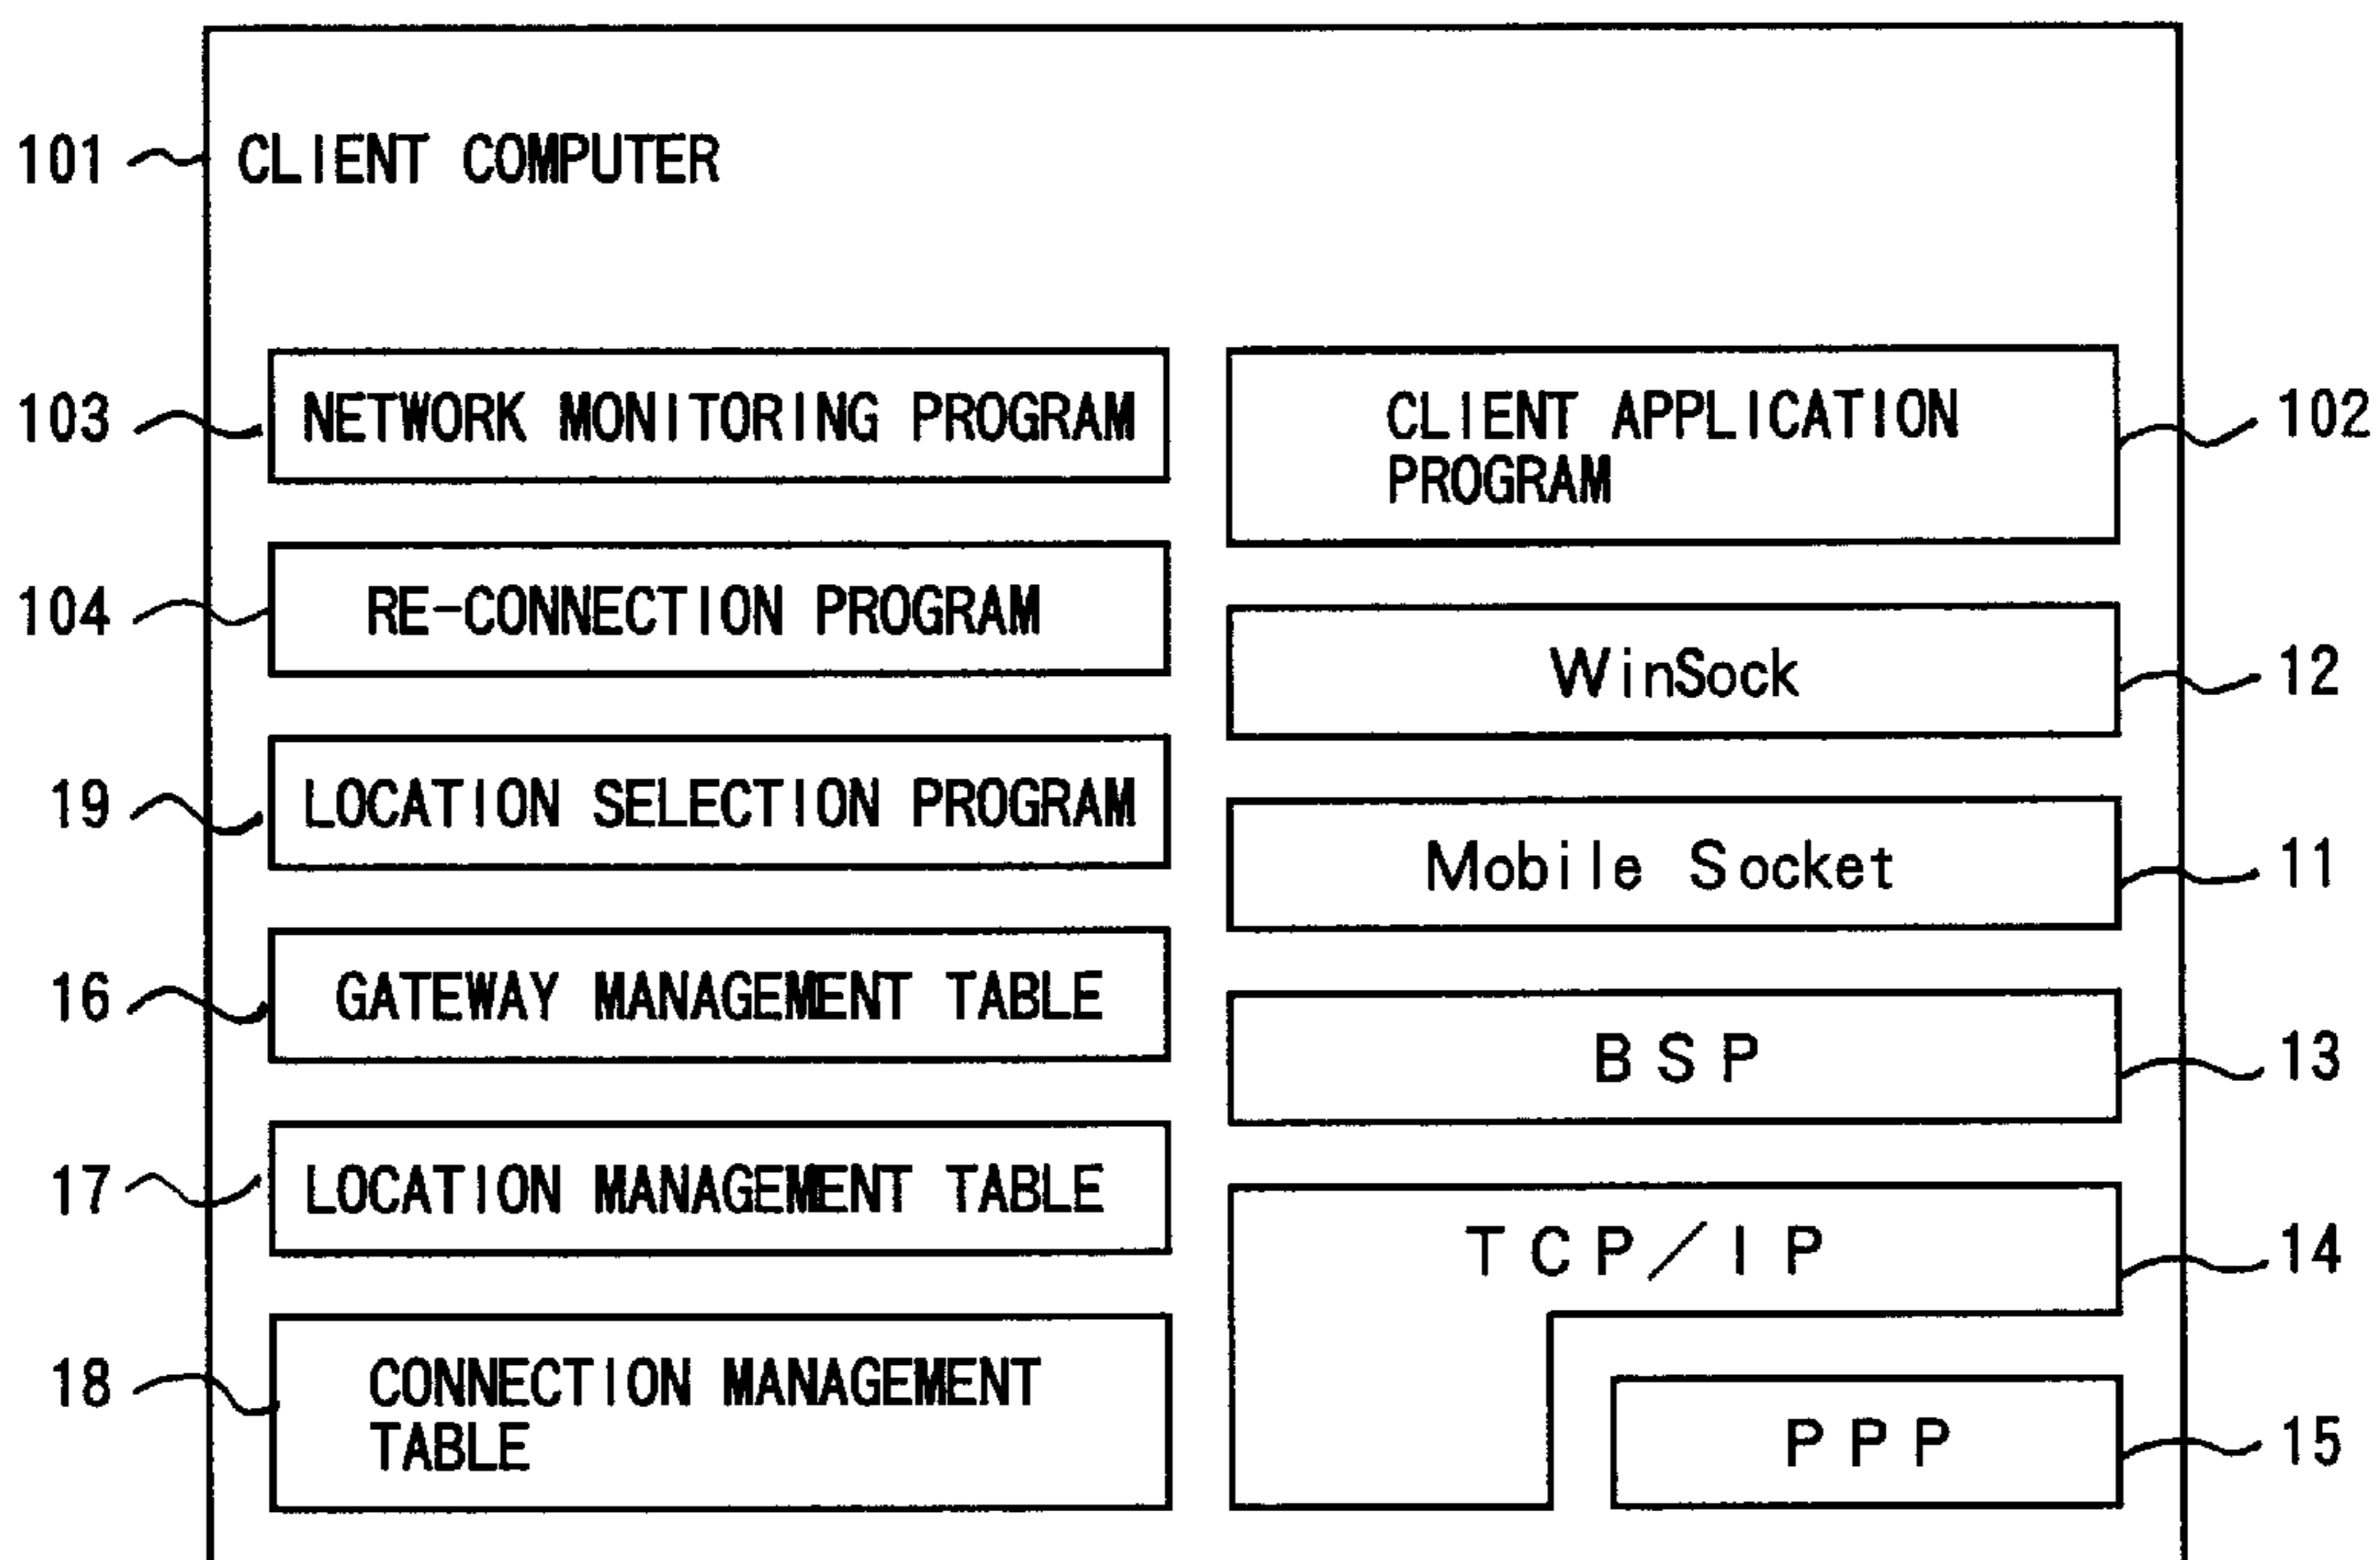 101 CLIENT COMPUTER
103 NETWORK MONITORING PROGRAM
104 RE-CONNECTION PROGRAM
19 LOCATION SELECTION PROGRAM
16 GATEWAY MANAGEMENT TABLE
17 LOCATION MANAGEMENT TABLE
18 CONNECTION MANAGEMENT
TABLE
CLIENT APPLICATION 102
PROGRAM
WinSock 12
Mobile Socket 11
BSP 13
TCP/IP 14
PPP 15